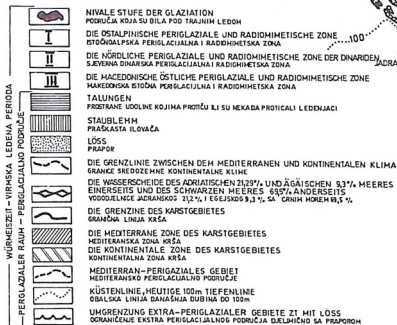 NIVALE STUFE DER GLAZIATION
PODRUČJA KOJA SU BILA POD TRAJNIM LEDOM
I
DIE OSTALPINISCHE PERIGLAZIALE UND RADIOMIMETISCHE ZONE
ISTOČNOALPSKA PERIGLACIJALNA I RADIOMIMETSKA ZONA
II
DIE NÖRDLICHE PERIGLAZIALE UND RADIOMIMETISCHE ZONE DER DINARIDEN
SJEVERNA DINARSKA PERIGLACIJALNA I RADIOMIMETSKA ZONA
III
DIE MACEDONISCHE ÖSTLICHE PERIGLAZIALE UND RADIOMIMETISCHE ZONE
MAKEDONSKA ISTOČNA PERIGLACIJALNA I RADIOMIMETSKA ZONA
TALUNGEN
PROSTRANE UDOLINE KOJIMA PROTIČU ILI SU NEKADA PROTICALI LEDENJACI
STAUBLEHM
PRAŠKASTA ILOVAČA
LÖSS
PRAPOR
DIE GRENZLINIE ZWISCHEN DEM MEDITERRANEN UND KONTINENTALEN KLIMA
GRANICE SREDOZEMNE KONTINENTALNE KLIME
DIE WASSERSCHEIDE DES ADRIATISCHEN 21,29% UND ÄGÄISCHEN 9,3% MEERES
EINERSEITS UND DES SCHWARZEN MEERES 69,5% ANDERSEITS
VODODJELNICE JADRANSKOG 21,2 % I EGEJSKOG 9,3 % SA CRNIM MOREM 69,5 %
DIE GRENZINE DES KARSTGEBIETES
GRANIČNA LINIJA KRŠA
DIE MEDITERRANE ZONE DES KARSTGEBIETES
MEDITERANSKA ZONA KRŠA
DIE KONTINENTALE ZONE DES KARSTGEBIETES
KONTINENTALNA ZONA KRŠA
MEDITERRAN-PERIGAZIALES GEBIET
MEDITERANSKO PERIGLACIJALNO PODRUČJE
KÜSTENLINIE, HEUTIGE 100m TIEFENLINIE
OBALSKA LINIJA DANAŠNJA DUBINA DO 100m
UMGRENZUNG EXTRA-PERIGLAZIALER GEBIETE ZT MIT LOSS
OGRANIČENJE EKSTRA PERIGLACIJALNOG PODRUČJA DJELMIČNO SA PRAPOROM
WÜRMEISZEIT-VIRMSKA LEDENA PERIODA
PERIGLAZIALER RAUM - PERIGLACIJALNO PODRUČJE
100